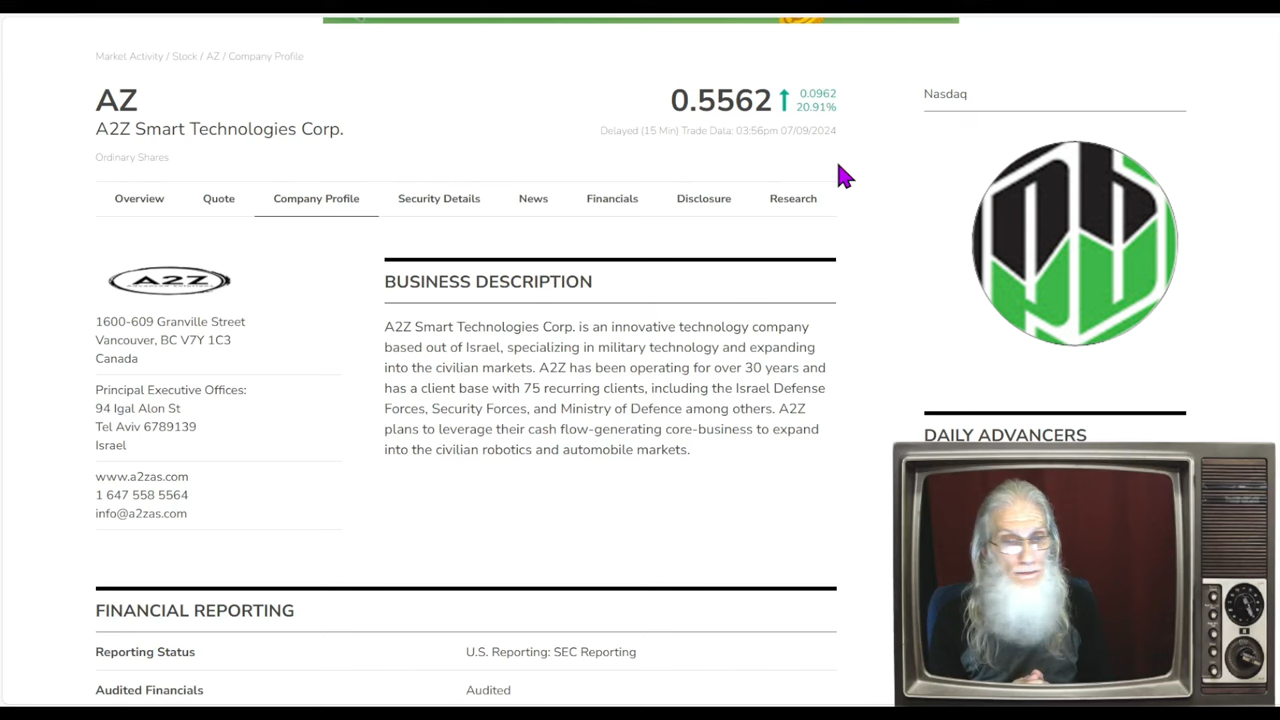 Market Activity / Stock / AZ / Company Profile
AZ
0.5562
0.0962
20.91%
A2Z Smart Technologies Corp.
Delayed (15 Min) Trade Data: 03:56pm 07/09/2024
Ordinary Shares
Nasdaq
Overview Quote Company Profile Security Details News Financials Disclosure Research
A2Z
1600-609 Granville Street
Vancouver, BC V7Y 1C3
Canada
Principal Executive Offices:
94 Igal Alon St
Tel Aviv 6789139
Israel
www.a2zas.com
1 647 558 5564
info@a2zas.com
BUSINESS DESCRIPTION
A2Z Smart Technologies Corp. is an innovative technology company
based out of Israel, specializing in military technology and expanding
into the civilian markets. A2Z has been operating for over 30 years and
has a client base with 75 recurring clients, including the Israel Defense
Forces, Security Forces, and Ministry of Defence among others. A2Z
plans to leverage their cash flow-generating core-business to expand
into the civilian robotics and automobile markets.
DAILY ADVANCERS
FINANCIAL REPORTING
Reporting Status U.S. Reporting: SEC Reporting
Audited Financials Audited